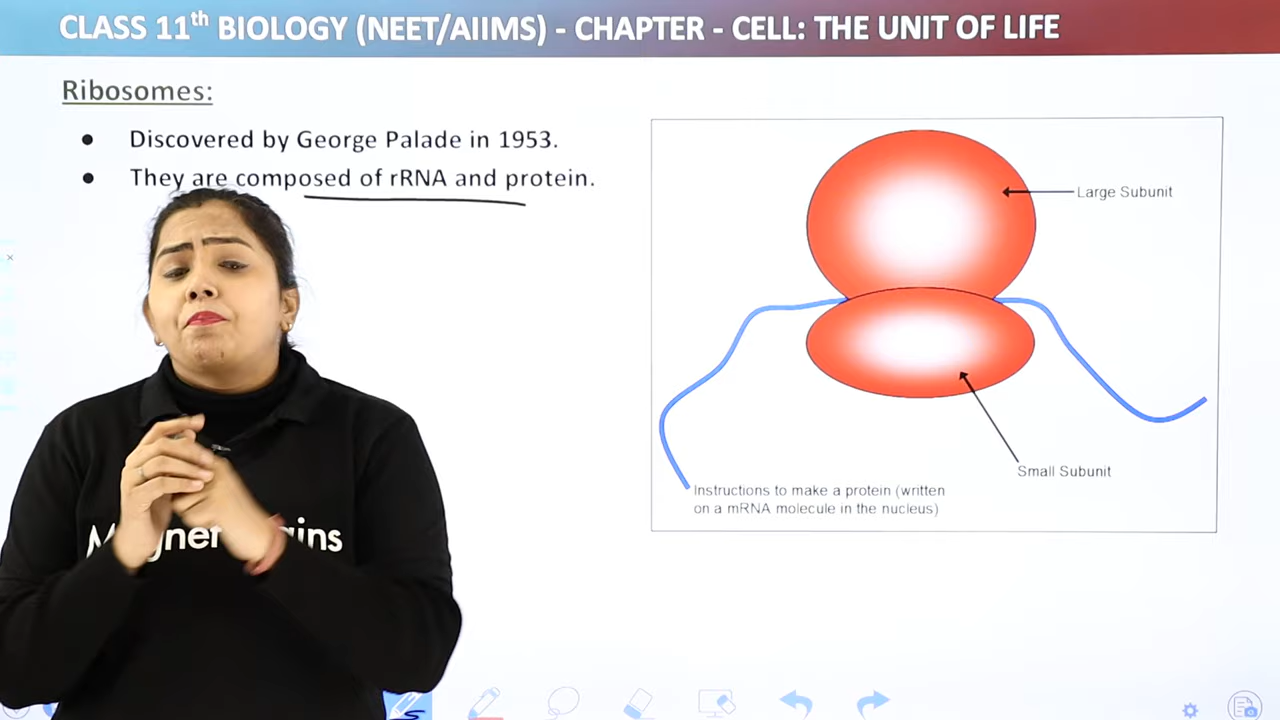 CLASS 11th BIOLOGY (NEET/AIIMS) - CHAPTER - CELL: THE UNIT OF LIFE
Ribosomes:
● Discovered by George Palade in 1953.
● They are composed of rRNA and protein.
Large Subunit
Small Subunit
Instructions to make a protein (written
on a mRNA molecule in the nucleus)